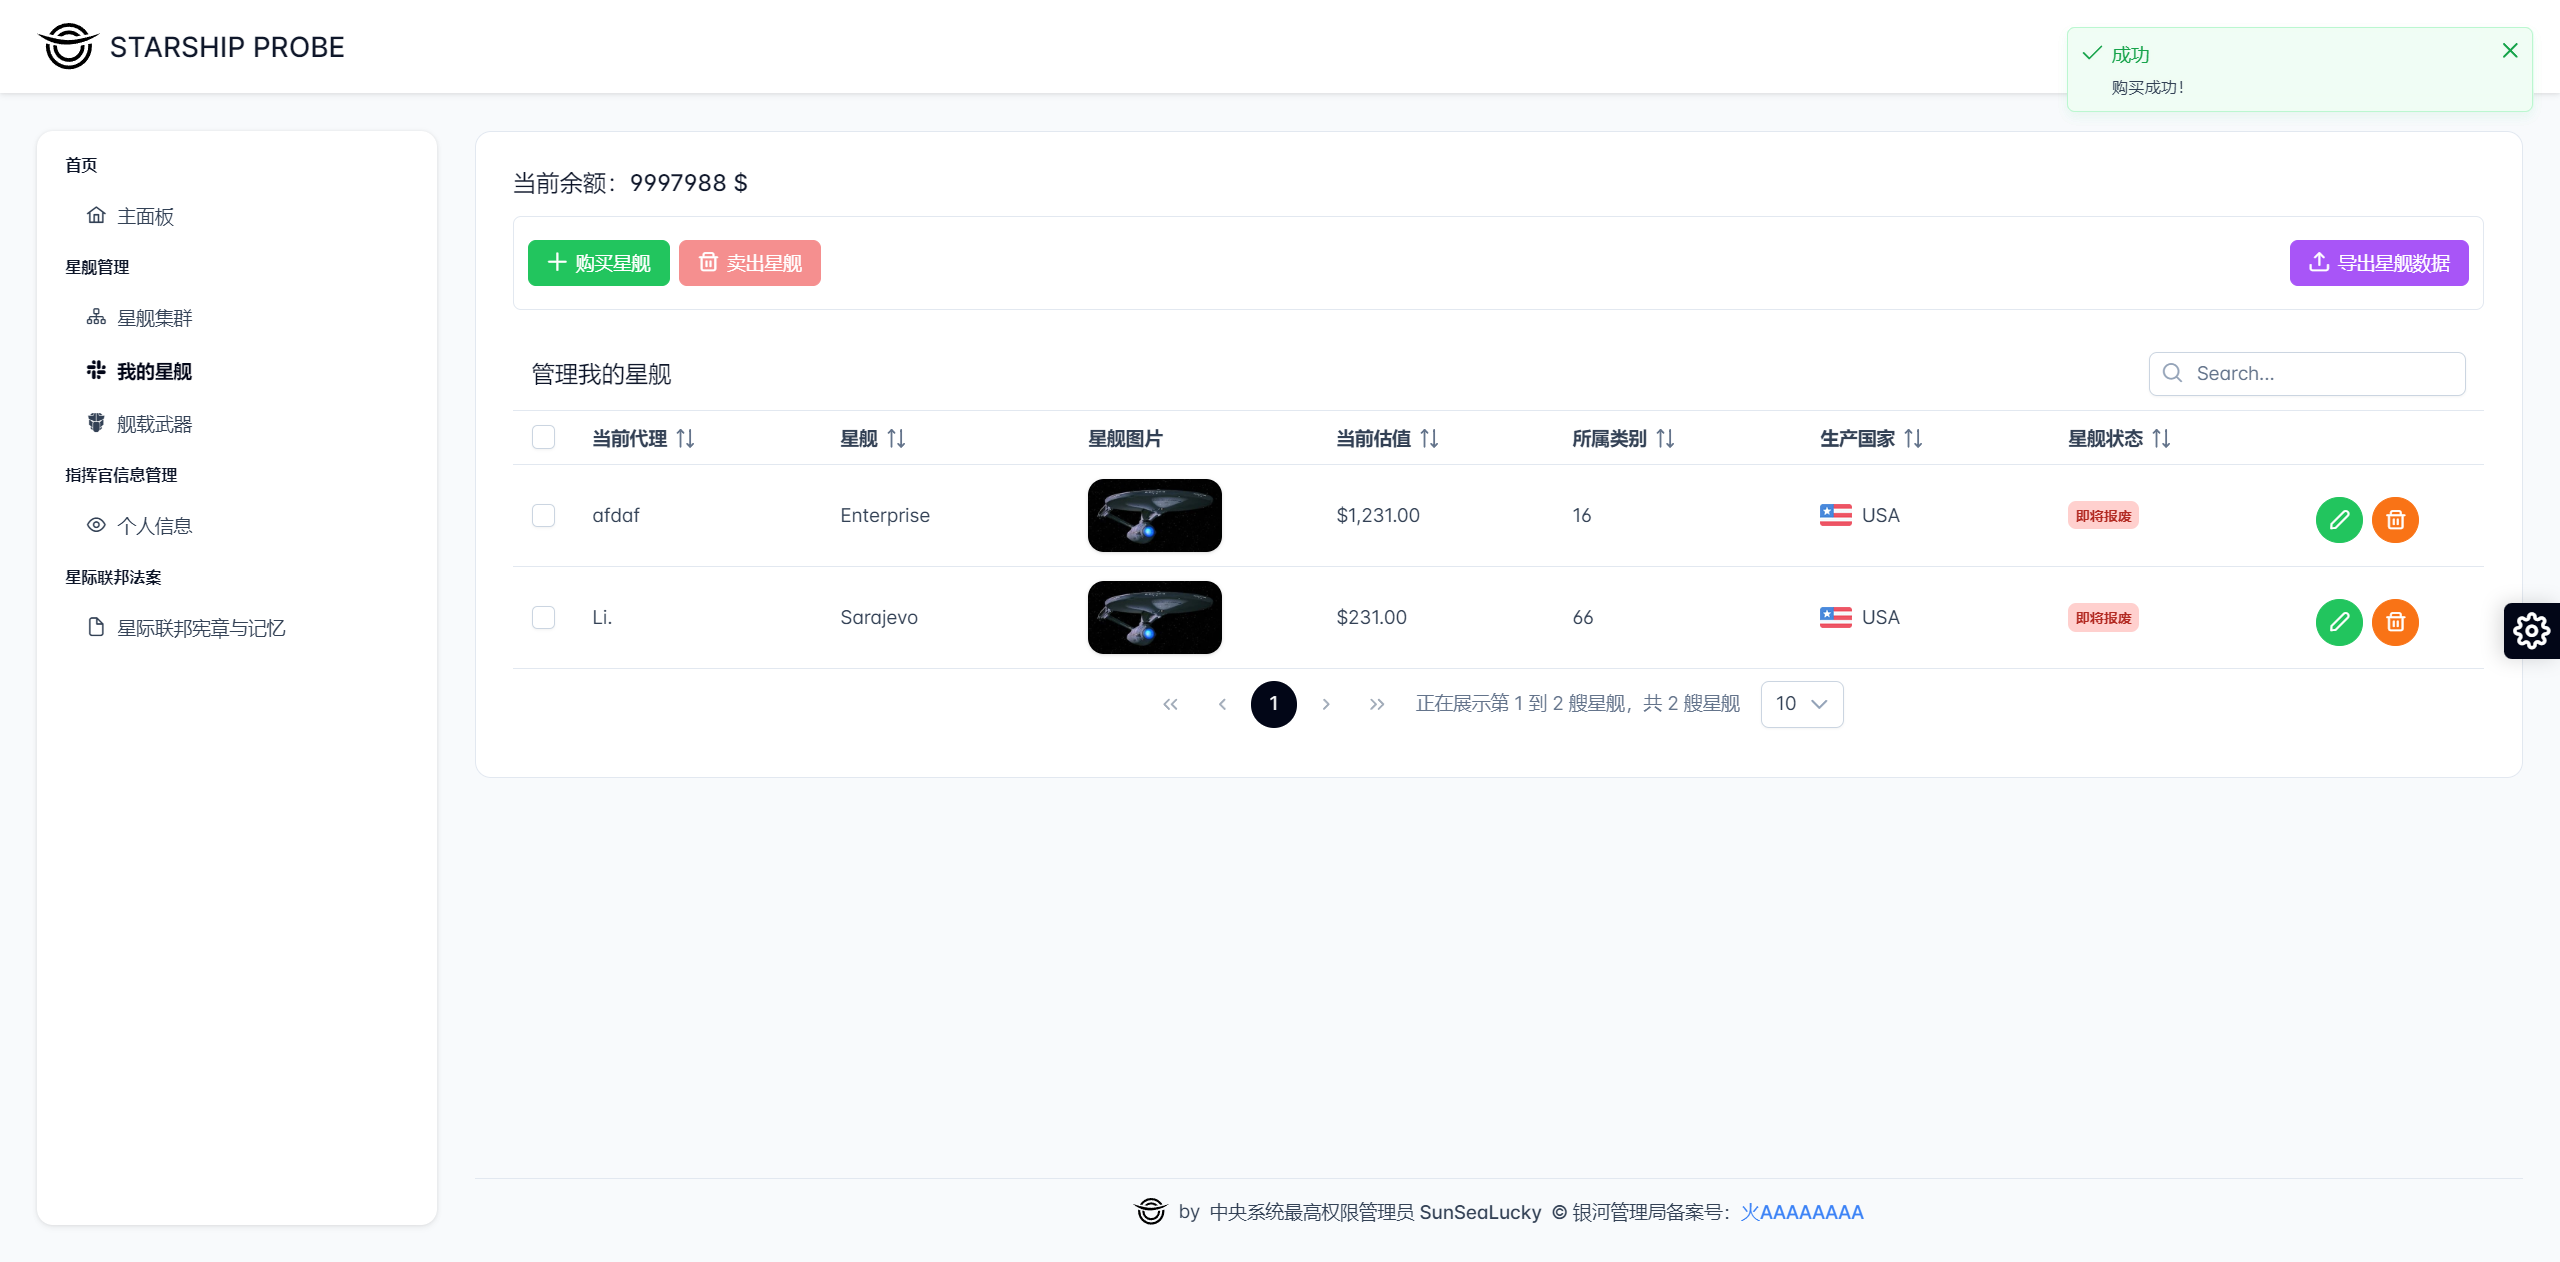 STARSHIP PROBE
成功
购买成功！
首页
主面板
星舰管理
星舰集群
我的星舰
舰载武器
指挥官信息管理
个人信息
星际联邦法案
星际联邦宪章与记忆
当前余额：9997988 $
购买星舰 卖出星舰 导出星舰数据
管理我的星舰 Search...
当前代理 星舰 星舰图片 当前估值 所属类别 生产国家 星舰状态
afdaf Enterprise $1,231.00 16 USA 即将报废
Li. Sarajevo $231.00 66 USA 即将报废
« ‹ 1 › » 正在展示第 1 到 2 艘星舰，共 2 艘星舰 10
by 中央系统最高权限管理员 SunSeaLucky © 银河管理局备案号：火AAAAAAAA